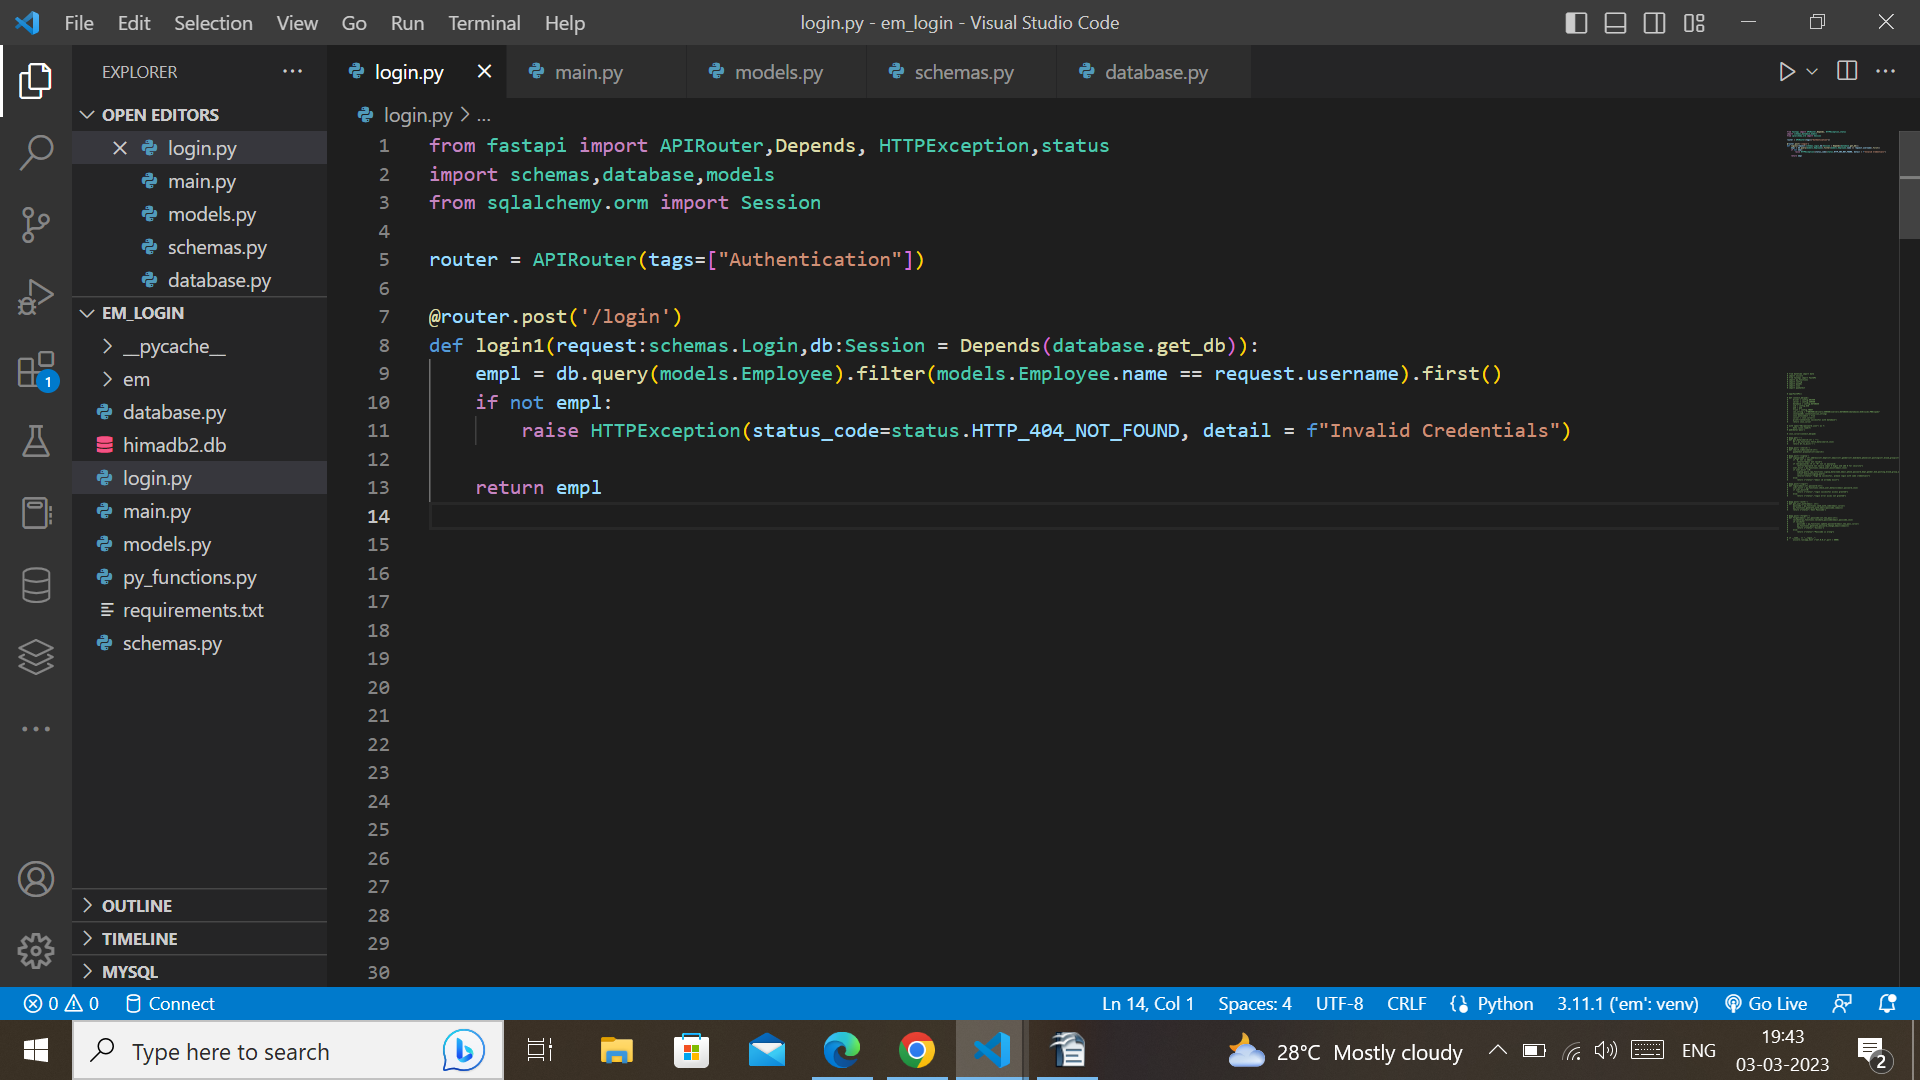 File Edit Selection View Go Run Terminal Help
login.py - em_login - Visual Studio Code
EXPLORER
login.py
main.py
models.py
schemas.py
database.py
OPEN EDITORS
login.py
main.py
models.py
schemas.py
database.py
EM_LOGIN
__pycache__
em
database.py
himadb2.db
login.py
main.py
models.py
py_functions.py
requirements.txt
schemas.py
OUTLINE
TIMELINE
MYSQL
1
login.py > ...
1 from fastapi import APIRouter,Depends, HTTPException,status
2 import schemas,database,models
3 from sqlalchemy.orm import Session
4
5 router = APIRouter(tags=["Authentication"])
6
7 @router.post('/login')
8 def login1(request:schemas.Login,db:Session = Depends(database.get_db)):
9 empl = db.query(models.Employee).filter(models.Employee.name == request.username).first()
10 if not empl:
11 raise HTTPException(status_code=status.HTTP_404_NOT_FOUND, detail = f"Invalid Credentials")
12
13 return empl
14
15
16
17
18
19
20
21
22
23
24
25
26
27
28
29
30
0 0 Connect
Ln 14, Col 1 Spaces: 4 UTF-8 CRLF Python 3.11.1 ('em': venv) Go Live
Type here to search
28°C Mostly cloudy
ENG
19:43
03-03-2023
2